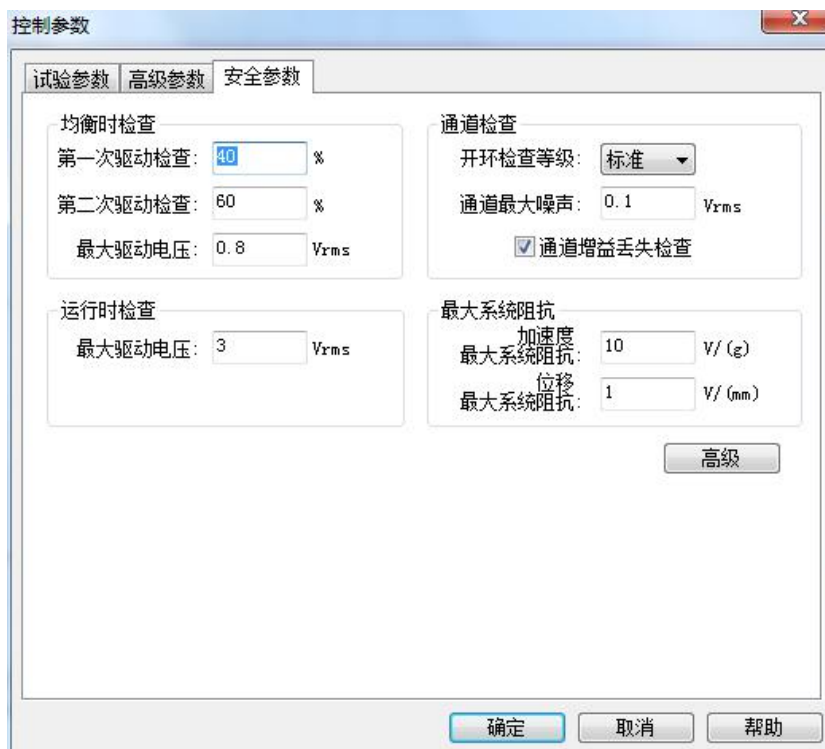 控制参数
试验参数 高级参数 安全参数
均衡时检查
第一次驱动检查: 40 %
第二次驱动检查: 60 %
最大驱动电压: 0.8 Vrms
通道检查
开环检查等级: 标准
通道最大噪声: 0.1 Vrms
通道增益丢失检查
运行时检查
最大驱动电压: 3 Vrms
最大系统阻抗
加速度
最大系统阻抗: 10 V/(g)
位移
最大系统阻抗: 1 V/(mm)
高级
确定 取消 帮助